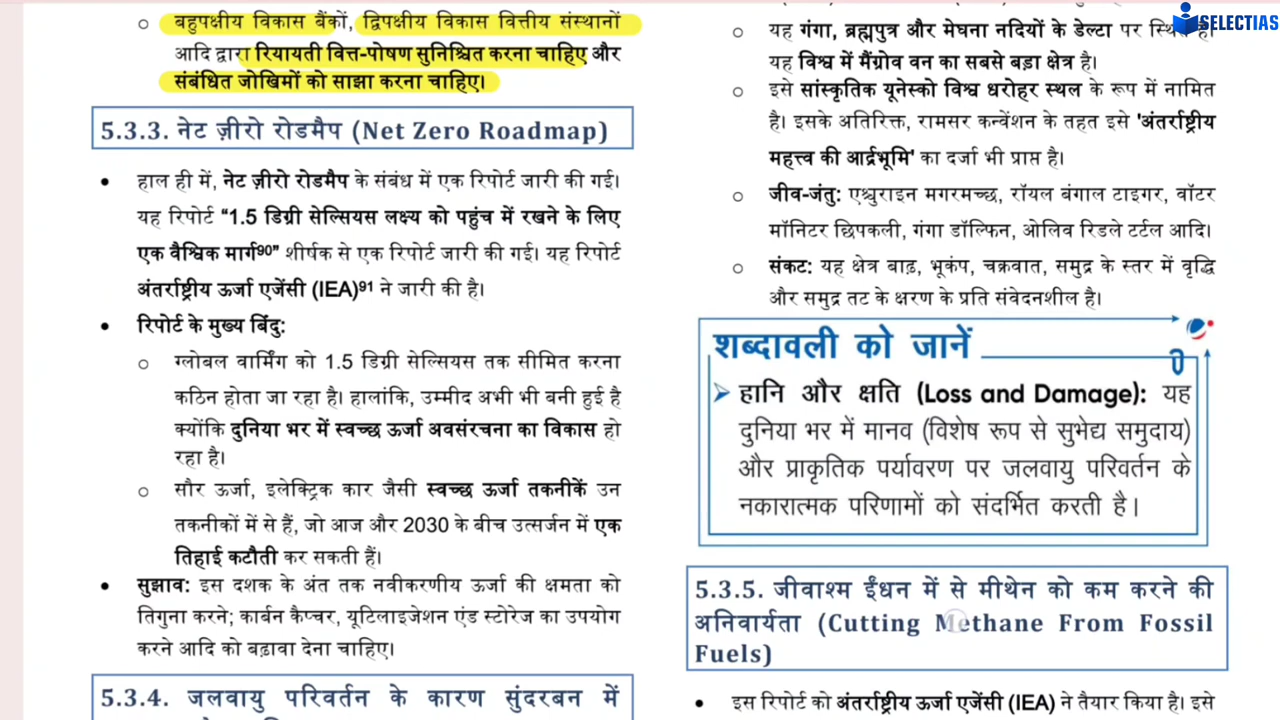 ○ बहुपक्षीय विकास बैंकों, द्विपक्षीय विकास वित्तीय संस्थानों
आदि द्वारा रियायती वित्त-पोषण सुनिश्चित करना चाहिए और
संबंधित जोखिमों को साझा करना चाहिए।
5.3.3. नेट ज़ीरो रोडमैप (Net Zero Roadmap)
• हाल ही में, नेट ज़ीरो रोडमैप के संबंध में एक रिपोर्ट जारी की गई।
यह रिपोर्ट “1.5 डिग्री सेल्सियस लक्ष्य को पहुंच में रखने के लिए
एक वैश्विक मार्ग90” शीर्षक से एक रिपोर्ट जारी की गई। यह रिपोर्ट
अंतर्राष्ट्रीय ऊर्जा एजेंसी (IEA)91 ने जारी की है।
• रिपोर्ट के मुख्य बिंदु:
○ ग्लोबल वार्मिंग को 1.5 डिग्री सेल्सियस तक सीमित करना
कठिन होता जा रहा है। हालांकि, उम्मीद अभी भी बनी हुई है
क्योंकि दुनिया भर में स्वच्छ ऊर्जा अवसंरचना का विकास हो
रहा है।
○ सौर ऊर्जा, इलेक्ट्रिक कार जैसी स्वच्छ ऊर्जा तकनीकें उन
तकनीकों में से हैं, जो आज और 2030 के बीच उत्सर्जन में एक
तिहाई कटौती कर सकती हैं।
• सुझाव: इस दशक के अंत तक नवीकरणीय ऊर्जा की क्षमता को
तिगुना करने; कार्बन कैप्चर, यूटिलाइजेशन एंड स्टोरेज का उपयोग
करने आदि को बढ़ावा देना चाहिए।
5.3.4. जलवायु परिवर्तन के कारण सुंदरबन में
SELECTIAS
○ यह गंगा, ब्रह्मपुत्र और मेघना नदियों के डेल्टा पर स्थित है।
यह विश्व में मैंग्रोव वन का सबसे बड़ा क्षेत्र है।
○ इसे सांस्कृतिक यूनेस्को विश्व धरोहर स्थल के रूप में नामित
है। इसके अतिरिक्त, रामसर कन्वेंशन के तहत इसे 'अंतर्राष्ट्रीय
महत्त्व की आर्द्रभूमि' का दर्जा भी प्राप्त है।
○ जीव-जंतु: एश्चुराइन मगरमच्छ, रॉयल बंगाल टाइगर, वॉटर
मॉनिटर छिपकली, गंगा डॉल्फिन, ओलिव रिडले टर्टल आदि।
○ संकट: यह क्षेत्र बाढ़, भूकंप, चक्रवात, समुद्र के स्तर में वृद्धि
और समुद्र तट के क्षरण के प्रति संवेदनशील है।
शब्दावली को जानें
➤ हानि और क्षति (Loss and Damage): यह
दुनिया भर में मानव (विशेष रूप से सुभेद्य समुदाय)
और प्राकृतिक पर्यावरण पर जलवायु परिवर्तन के
नकारात्मक परिणामों को संदर्भित करती है।
5.3.5. जीवाश्म ईंधन में से मीथेन को कम करने की
अनिवार्यता (Cutting Methane From Fossil
Fuels)
• इस रिपोर्ट को अंतर्राष्ट्रीय ऊर्जा एजेंसी (IEA) ने तैयार किया है। इसे